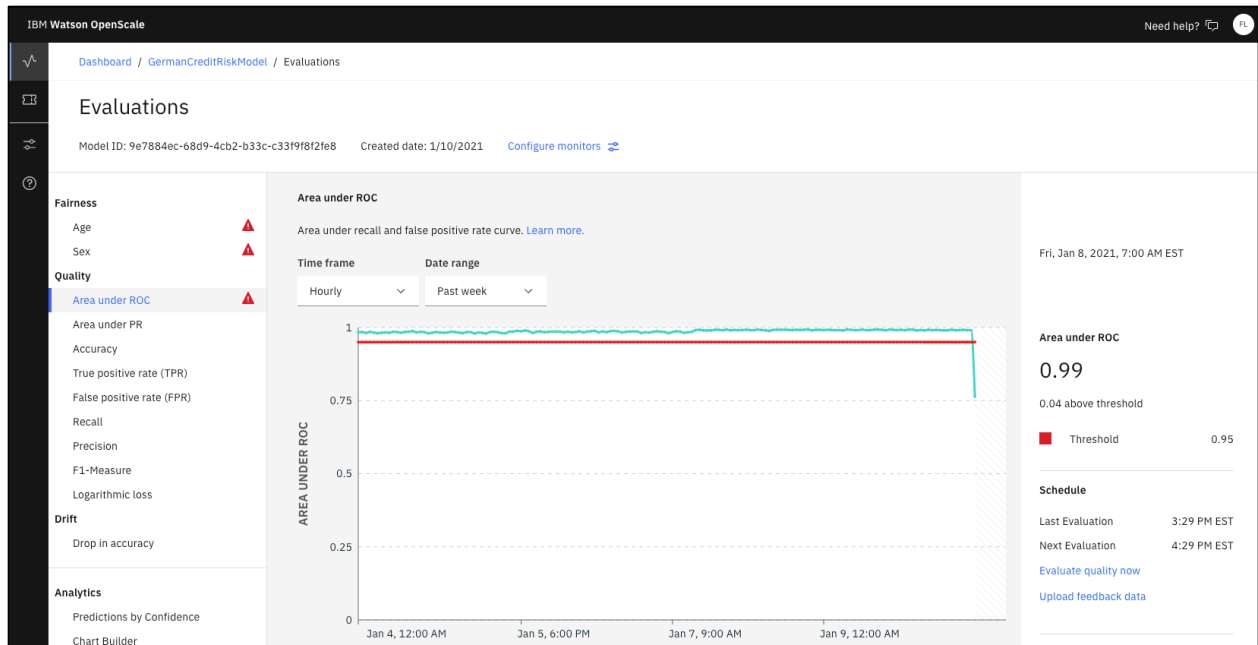 IBM Watson OpenScale
Need help?
FL
Dashboard / GermanCreditRiskModel / Evaluations
Evaluations
Model ID: 9e7884ec-68d9-4cb2-b33c-c33f9f8f2fe8 Created date: 1/10/2021 Configure monitors
Fairness
Age
Sex
Quality
Area under ROC
Area under PR
Accuracy
True positive rate (TPR)
False positive rate (FPR)
Recall
Precision
F1-Measure
Logarithmic loss
Drift
Drop in accuracy
Analytics
Predictions by Confidence
Chart Builder
Area under ROC
Area under recall and false positive rate curve. Learn more.
Time frame Date range
Hourly Past week
AREA UNDER ROC
1
0.75
0.5
0.25
0
Jan 4, 12:00 AM Jan 5, 6:00 PM Jan 7, 9:00 AM Jan 9, 12:00 AM
Fri, Jan 8, 2021, 7:00 AM EST
Area under ROC
0.99
0.04 above threshold
Threshold 0.95
Schedule
Last Evaluation 3:29 PM EST
Next Evaluation 4:29 PM EST
Evaluate quality now
Upload feedback data